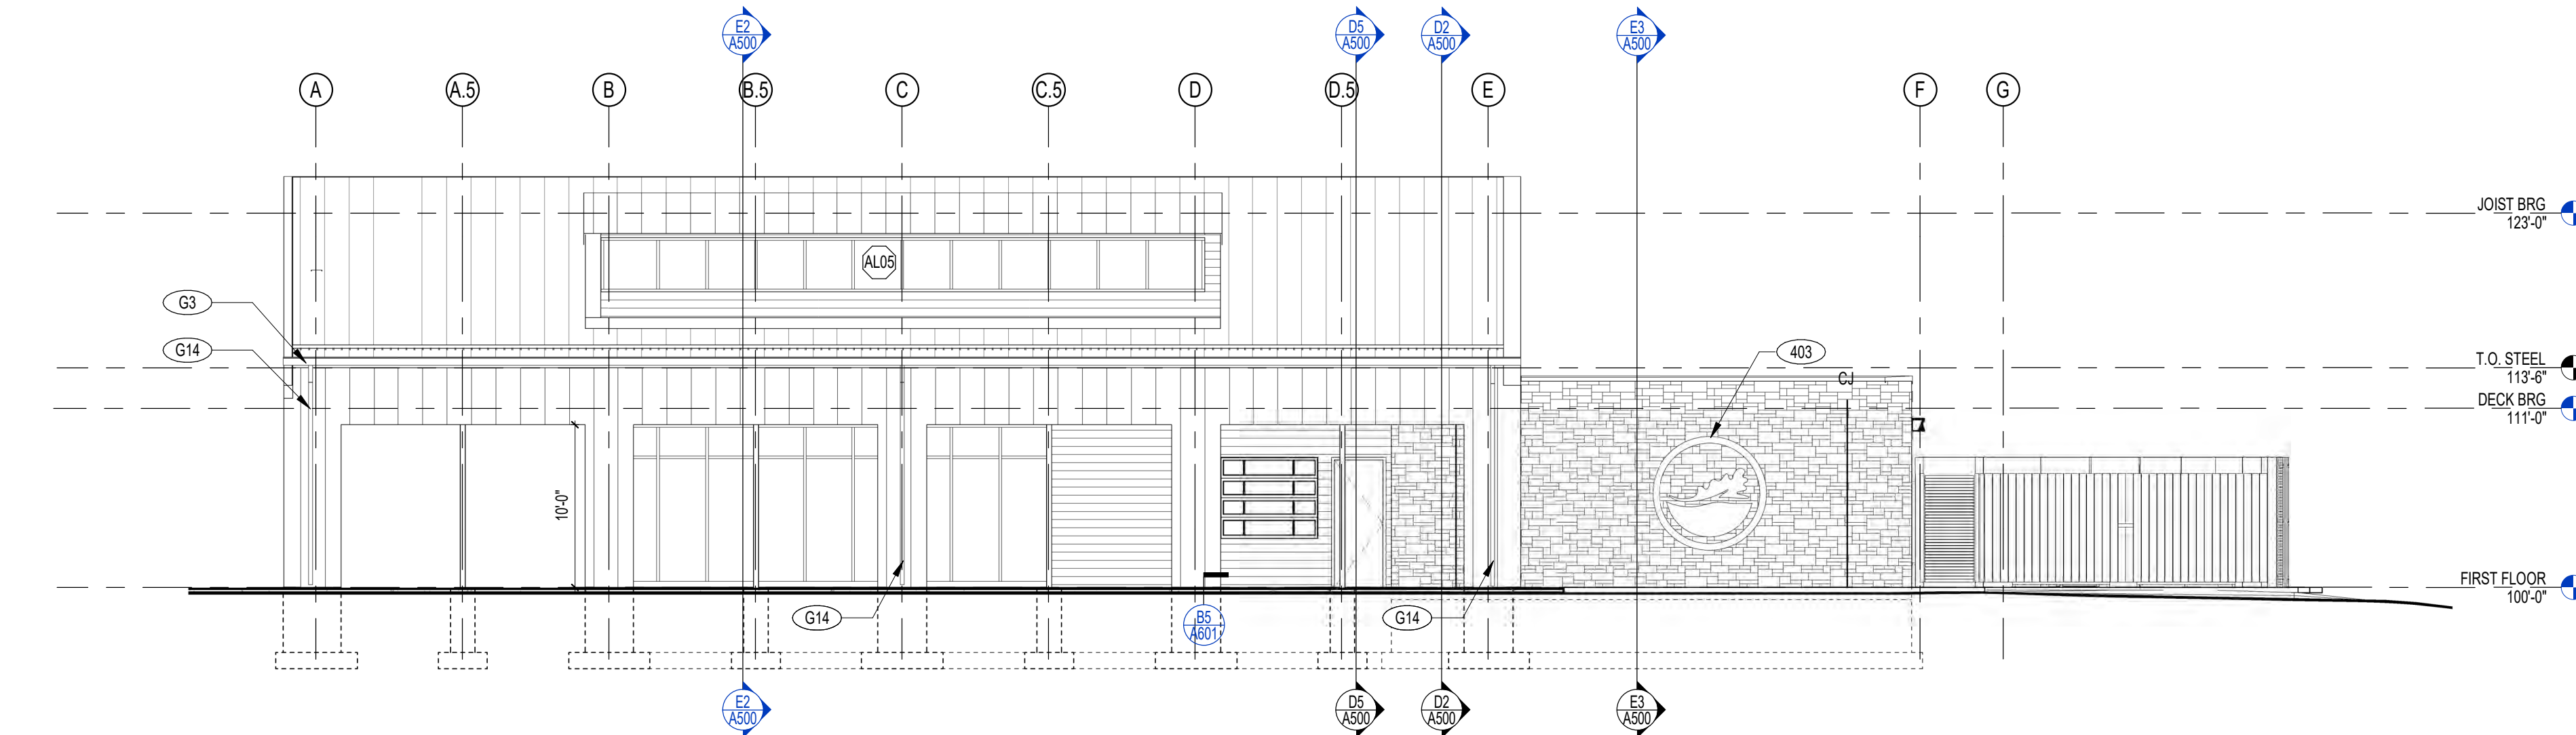 E2
A500
D5
A500
D2
A500
E3
A500
A
A.5
B
B.5
C
C.5
D
D.5
E
F
G
JOIST BRG
123'-0"
AL05
G3
G14
403
T.O. STEEL
113'-6"
CJ
DECK BRG
111'-0"
10'-0"
FIRST FLOOR
100'-0"
G14
B5
A601
G14
E2
A500
D5
A500
D2
A500
E3
A500